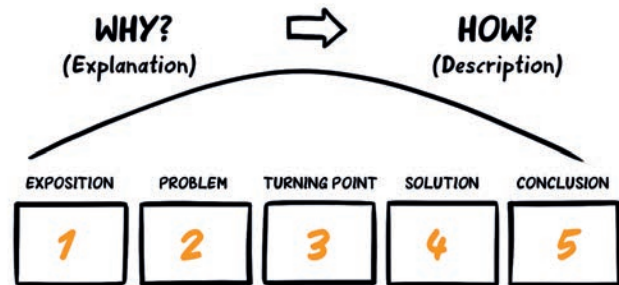 WHY?
HOW?
(Explanation)
(Description)
EXPOSITION PROBLEM TURNING POINT SOLUTION CONCLUSION
1 2 3 4 5